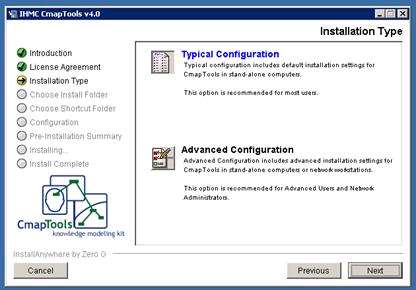 IHMC CmapTools v4.0
Installation Type
Introduction
License Agreement
Installation Type
Choose Install Folder
Choose Shortcut Folder
Configuration
Pre-Installation Summary
Installing...
Install Complete
CmapTools
knowledge modeling kit
Typical Configuration
Typical configuration includes default installation settings for
CmapTools in stand-alone computers.
This option is recommended for most users.
Advanced Configuration
Advanced Configuration includes advanced installation settings for
CmapTools in stand-alone computers or network workstations.
This option is recommended for Advanced Users and Network
Administrators.
InstallAnywhere by Zero G
Cancel
Previous
Next